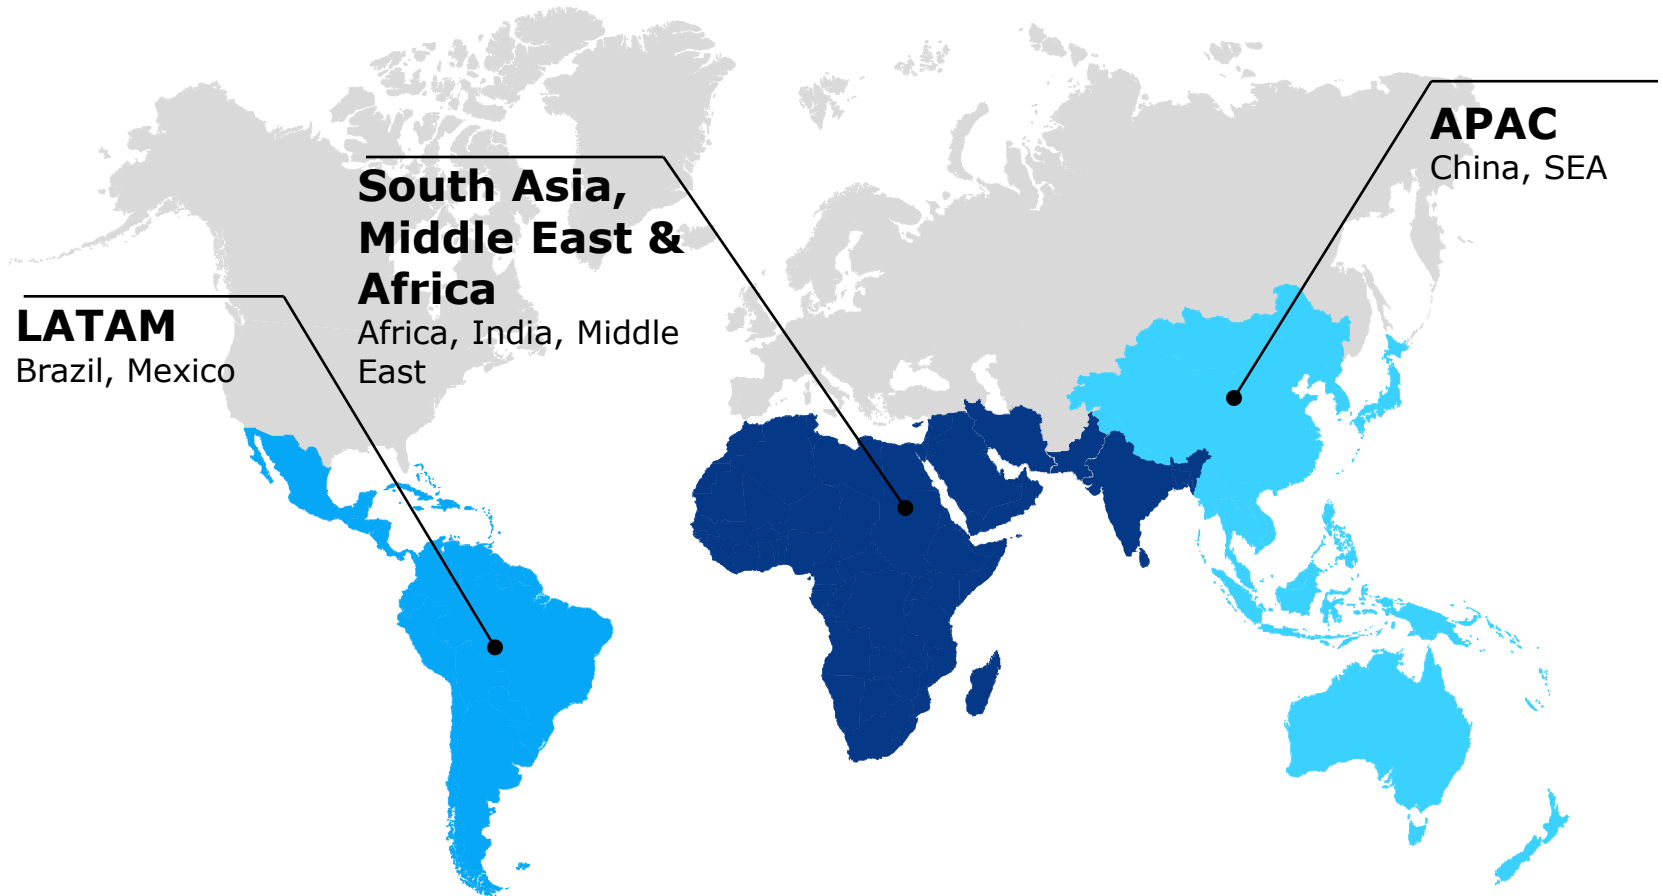 APAC
China, SEA
South Asia,
Middle East &
Africa
Africa, India, Middle
East
LATAM
Brazil, Mexico